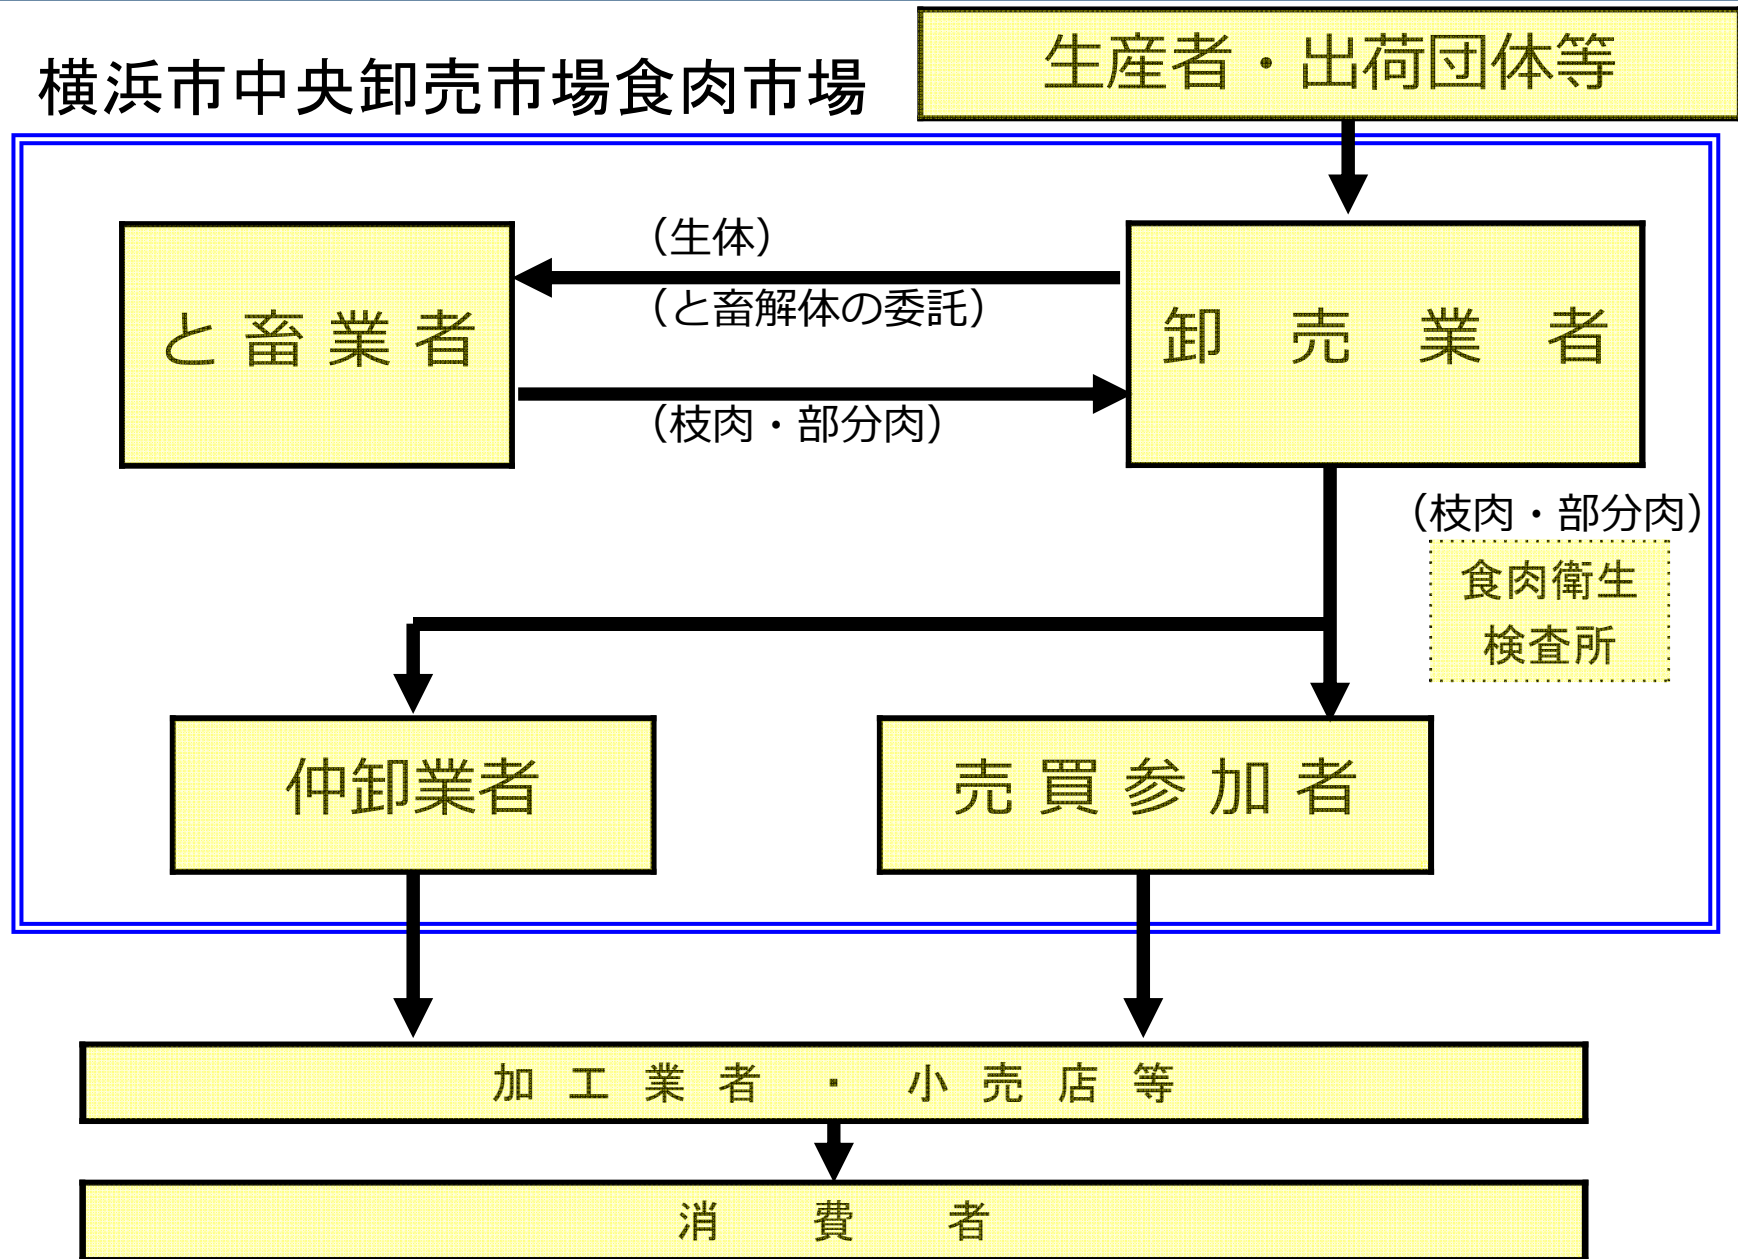 生産者・出荷団体等
横浜市中央卸売市場食肉市場
（生体）
（と畜解体の委託）
と畜業者
卸売業者
（枝肉・部分肉）
（枝肉・部分肉）
食肉衛生
検査所
仲卸業者
売買参加者
加工業者・小売店等
消費者